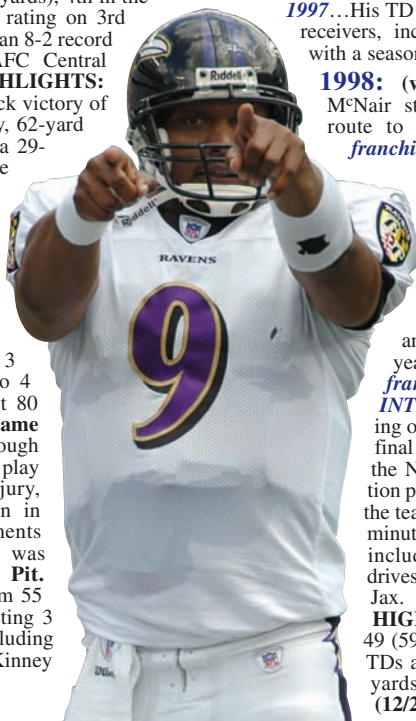 yards), 4th in the
rating on 3rd
an 8-2 record
AFC Central
HLIGHTS:
ck victory of
y, 62-yard
a 29-
e
3
o 4
t 80
ame
ough
play
jury,
n in
ments
was
Pit.
m 55
ting 3
luding
Kinney
Riddell
Riddell
RAVENS
9
Wilson
1997…His TD
receivers, inc
with a season
1998: (w
McNair st
route to
franchi
an
yea
fran
INT
ing o
final
the N
tion p
the tea
minut
includ
drives
Jax.
HIGH
49 (59
TDs a
yards
(12/2